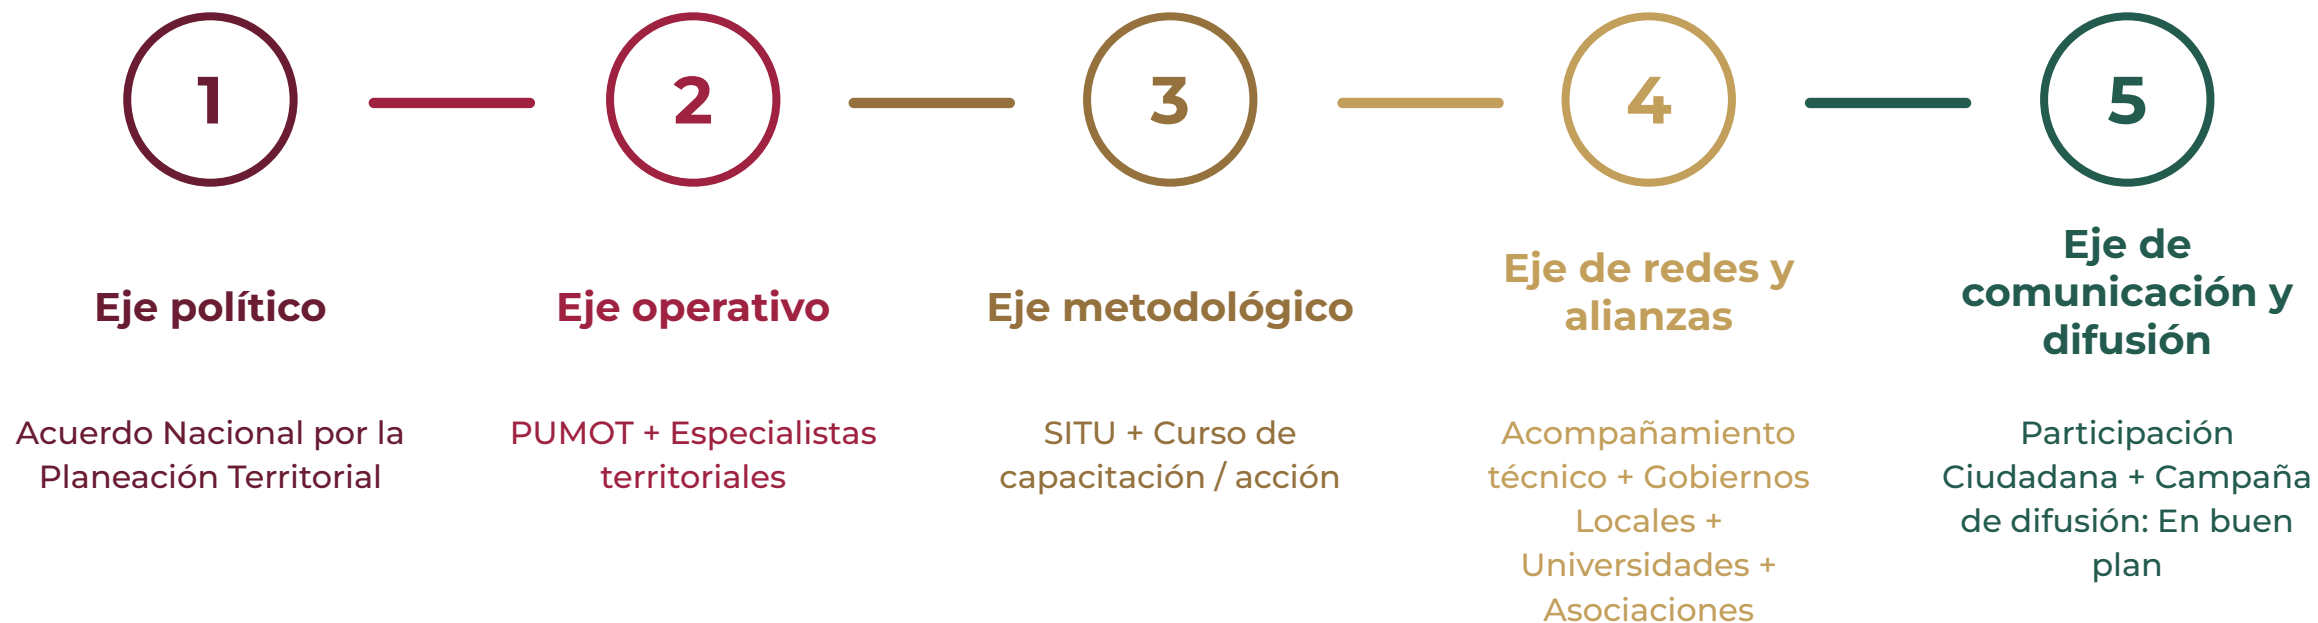 1
Eje político
Acuerdo Nacional por la
Planeación Territorial
2
Eje operativo
PUMOT + Especialistas
territoriales
3
Eje metodológico
SITU + Curso de
capacitación / acción
4
Eje de redes y
alianzas
Acompañamiento
técnico + Gobiernos
Locales +
Universidades +
Asociaciones
5
Eje de
comunicación y
difusión
Participación
Ciudadana + Campaña
de difusión: En buen
plan